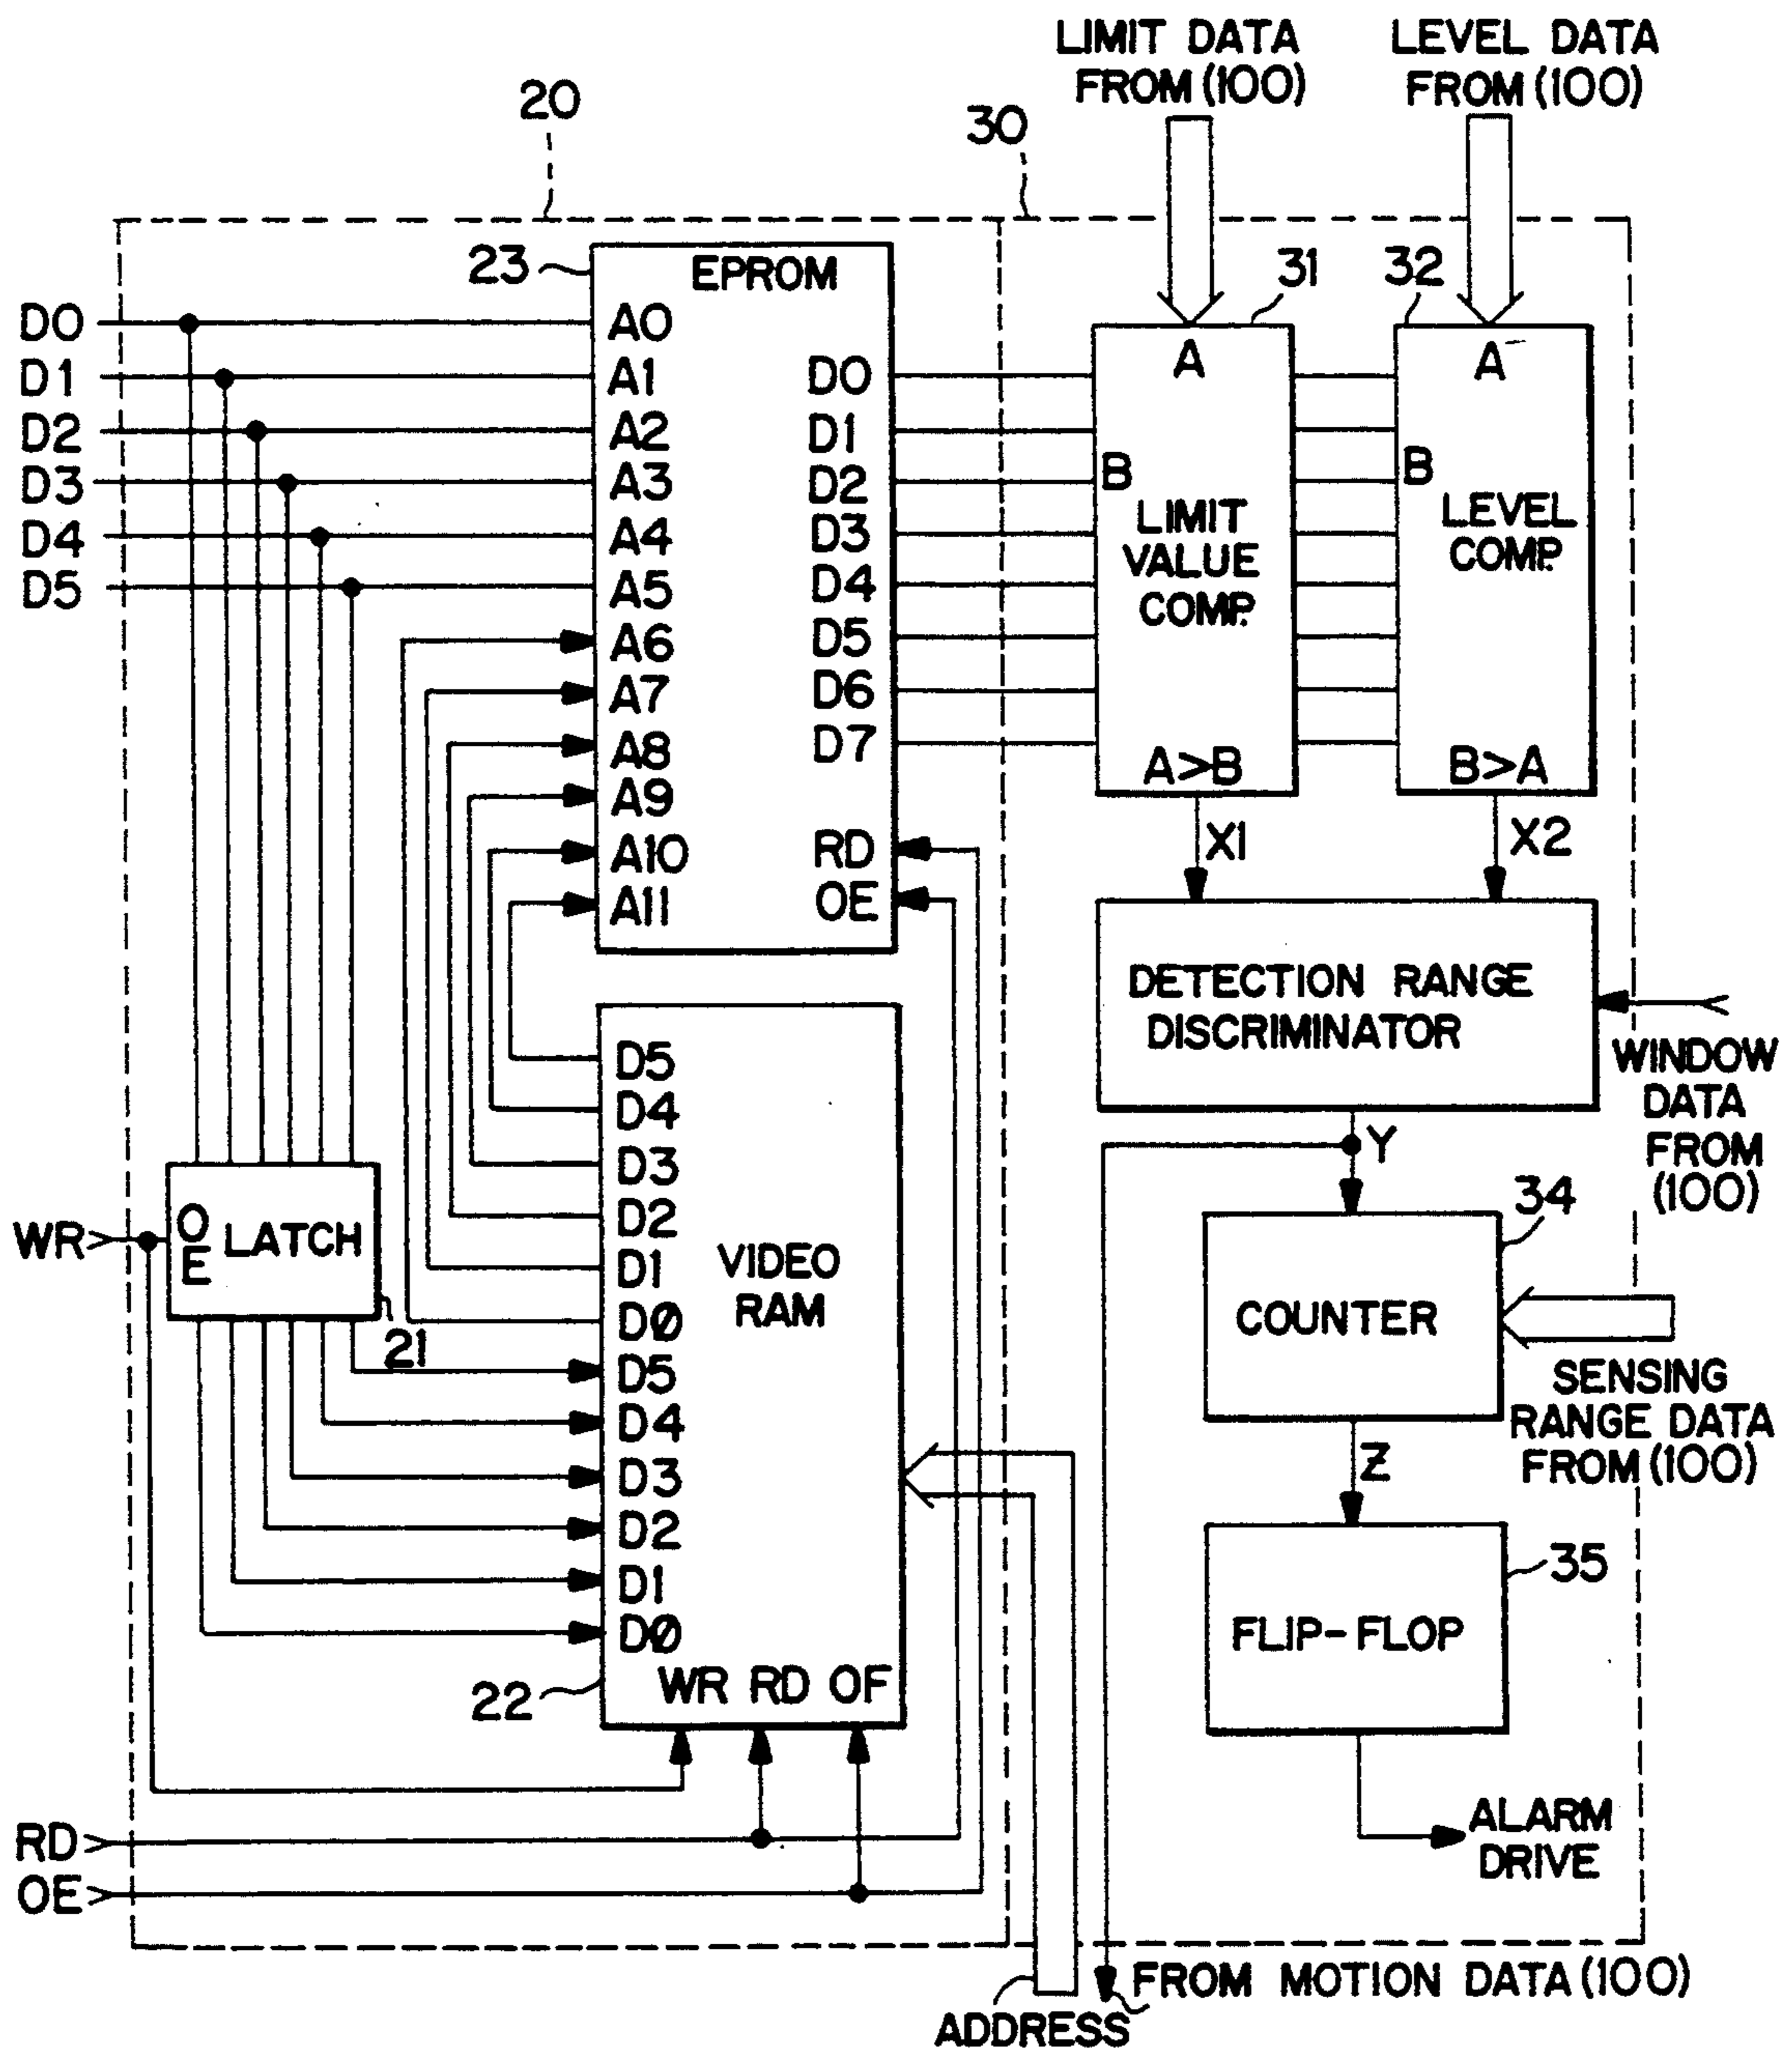 LIMIT DATA
FROM (100)
LEVEL DATA
FROM (100)
20
30
23
EPROM
31
32
D0
D1
D2
D3
D4
D5
A0
A1
A2
A3
A4
A5
A6
A7
A8
A9
A10
A11
D0
D1
D2
D3
D4
D5
D6
D7
RD
OE
A
B
LIMIT
VALUE
COMP.
A>B
A
B
LEVEL
COMP.
B>A
X1
X2
DETECTION RANGE
DISCRIMINATOR
WINDOW
DATA
FROM
(100)
Y
34
COUNTER
SENSING
RANGE DATA
FROM (100)
Z
35
FLIP-FLOP
ALARM
DRIVE
WR
OE
LATCH
21
D5
D4
D3
D2
D1
DØ
D5
D4
D3
D2
D1
DØ
VIDEO
RAM
WR RD OF
22
RD
OE
FROM MOTION DATA (100)
ADDRESS